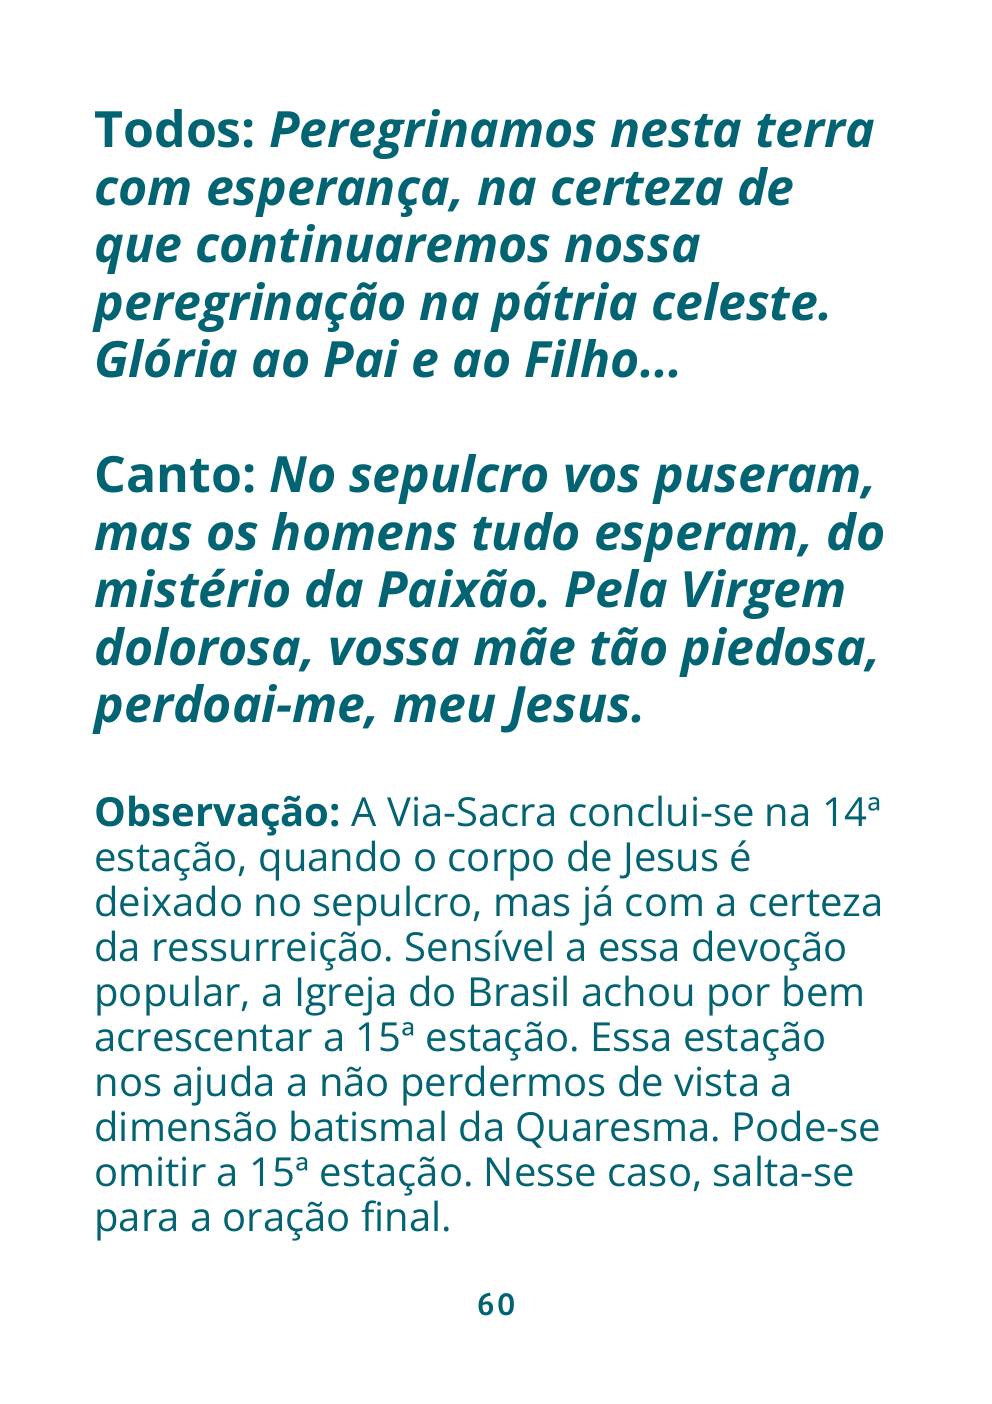 Todos: Peregrinamos nesta terra
com esperança, na certeza de
que continuaremos nossa
peregrinação na pátria celeste.
Glória ao Pai e ao Filho...
Canto: No sepulcro vos puseram,
mas os homens tudo esperam, do
mistério da Paixão. Pela Virgem
dolorosa, vossa mãe tão piedosa,
perdoai-me, meu Jesus.
Observação: A Via-Sacra conclui-se na 14ª
estação, quando o corpo de Jesus é
deixado no sepulcro, mas já com a certeza
da ressurreição. Sensível a essa devoção
popular, a Igreja do Brasil achou por bem
acrescentar a 15ª estação. Essa estação
nos ajuda a não perdermos de vista a
dimensão batismal da Quaresma. Pode-se
omitir a 15ª estação. Nesse caso, salta-se
para a oração final.
60